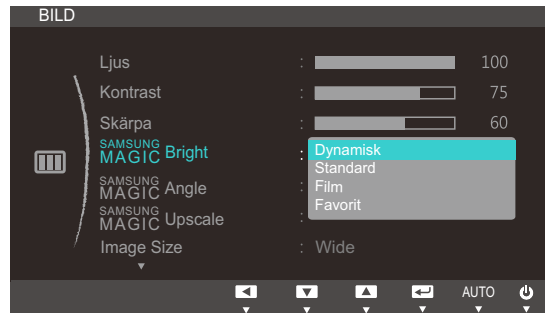 BILD
Ljus : 100
Kontrast : 75
Skärpa : 60
SAMSUNG MAGIC Bright : Dynamisk
Standard
Film
Favorit
SAMSUNG MAGIC Angle :
SAMSUNG MAGIC Upscale :
Image Size : Wide
AUTO